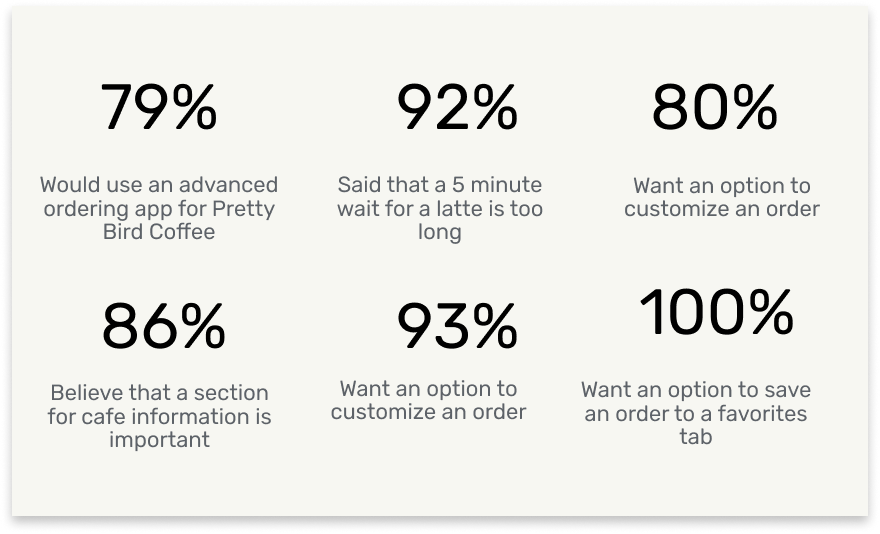 79%
Would use an advanced
ordering app for Pretty
Bird Coffee
92%
Said that a 5 minute
wait for a latte is too
long
80%
Want an option to
customize an order
86%
Believe that a section
for cafe information is
important
93%
Want an option to
customize an order
100%
Want an option to save
an order to a favorites
tab